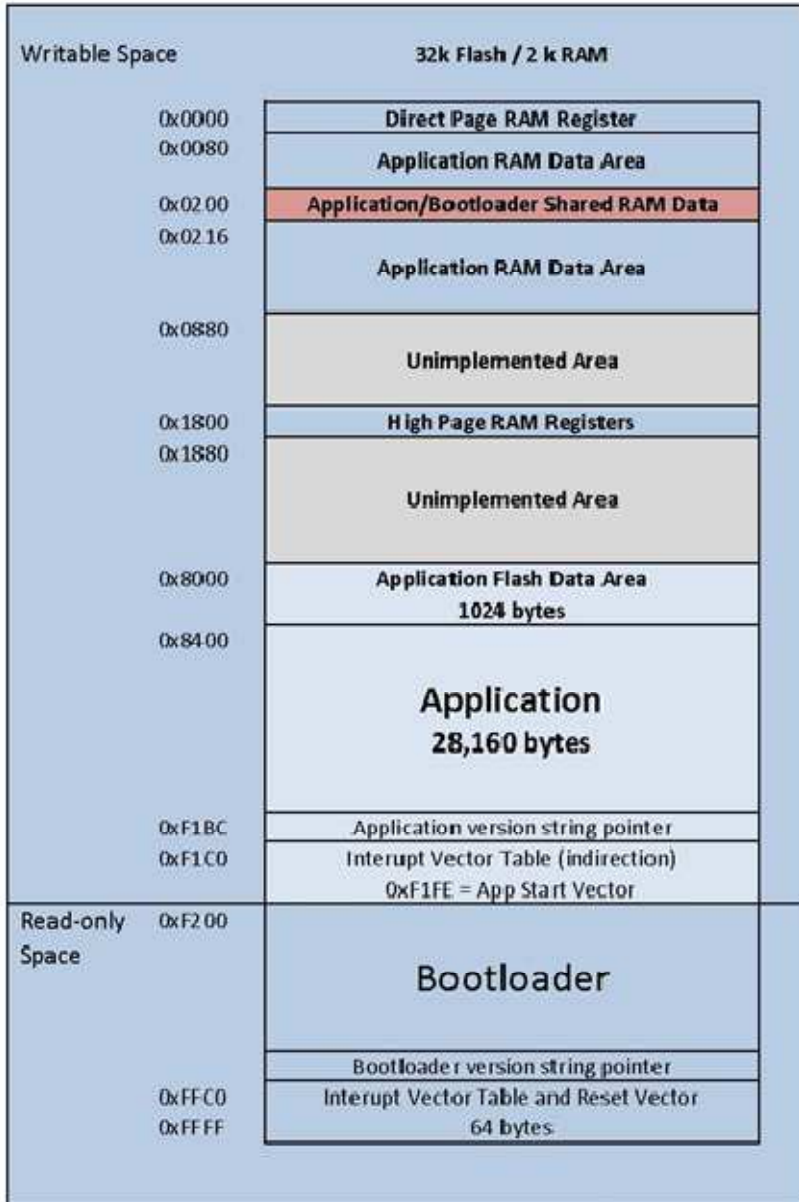 Writable Space 32k Flash / 2 k RAM
0x0000 Direct Page RAM Register
0x0080
Application RAM Data Area
0x0200 Application/Bootloader Shared RAM Data
0x0216
Application RAM Data Area
0x0880
Unimplemented Area
0x1800 High Page RAM Registers
0x1880
Unimplemented Area
0x8000 Application Flash Data Area
1024 bytes
0x8400
Application
28,160 bytes
0xF1BC Application version string pointer
0xF1C0 Interupt Vector Table (indirection)
0xF1FE = App Start Vector
Read-only 0xF200
Space
Bootloader
Bootloader version string pointer
0xFFC0 Interupt Vector Table and Reset Vector
0xFFFF 64 bytes